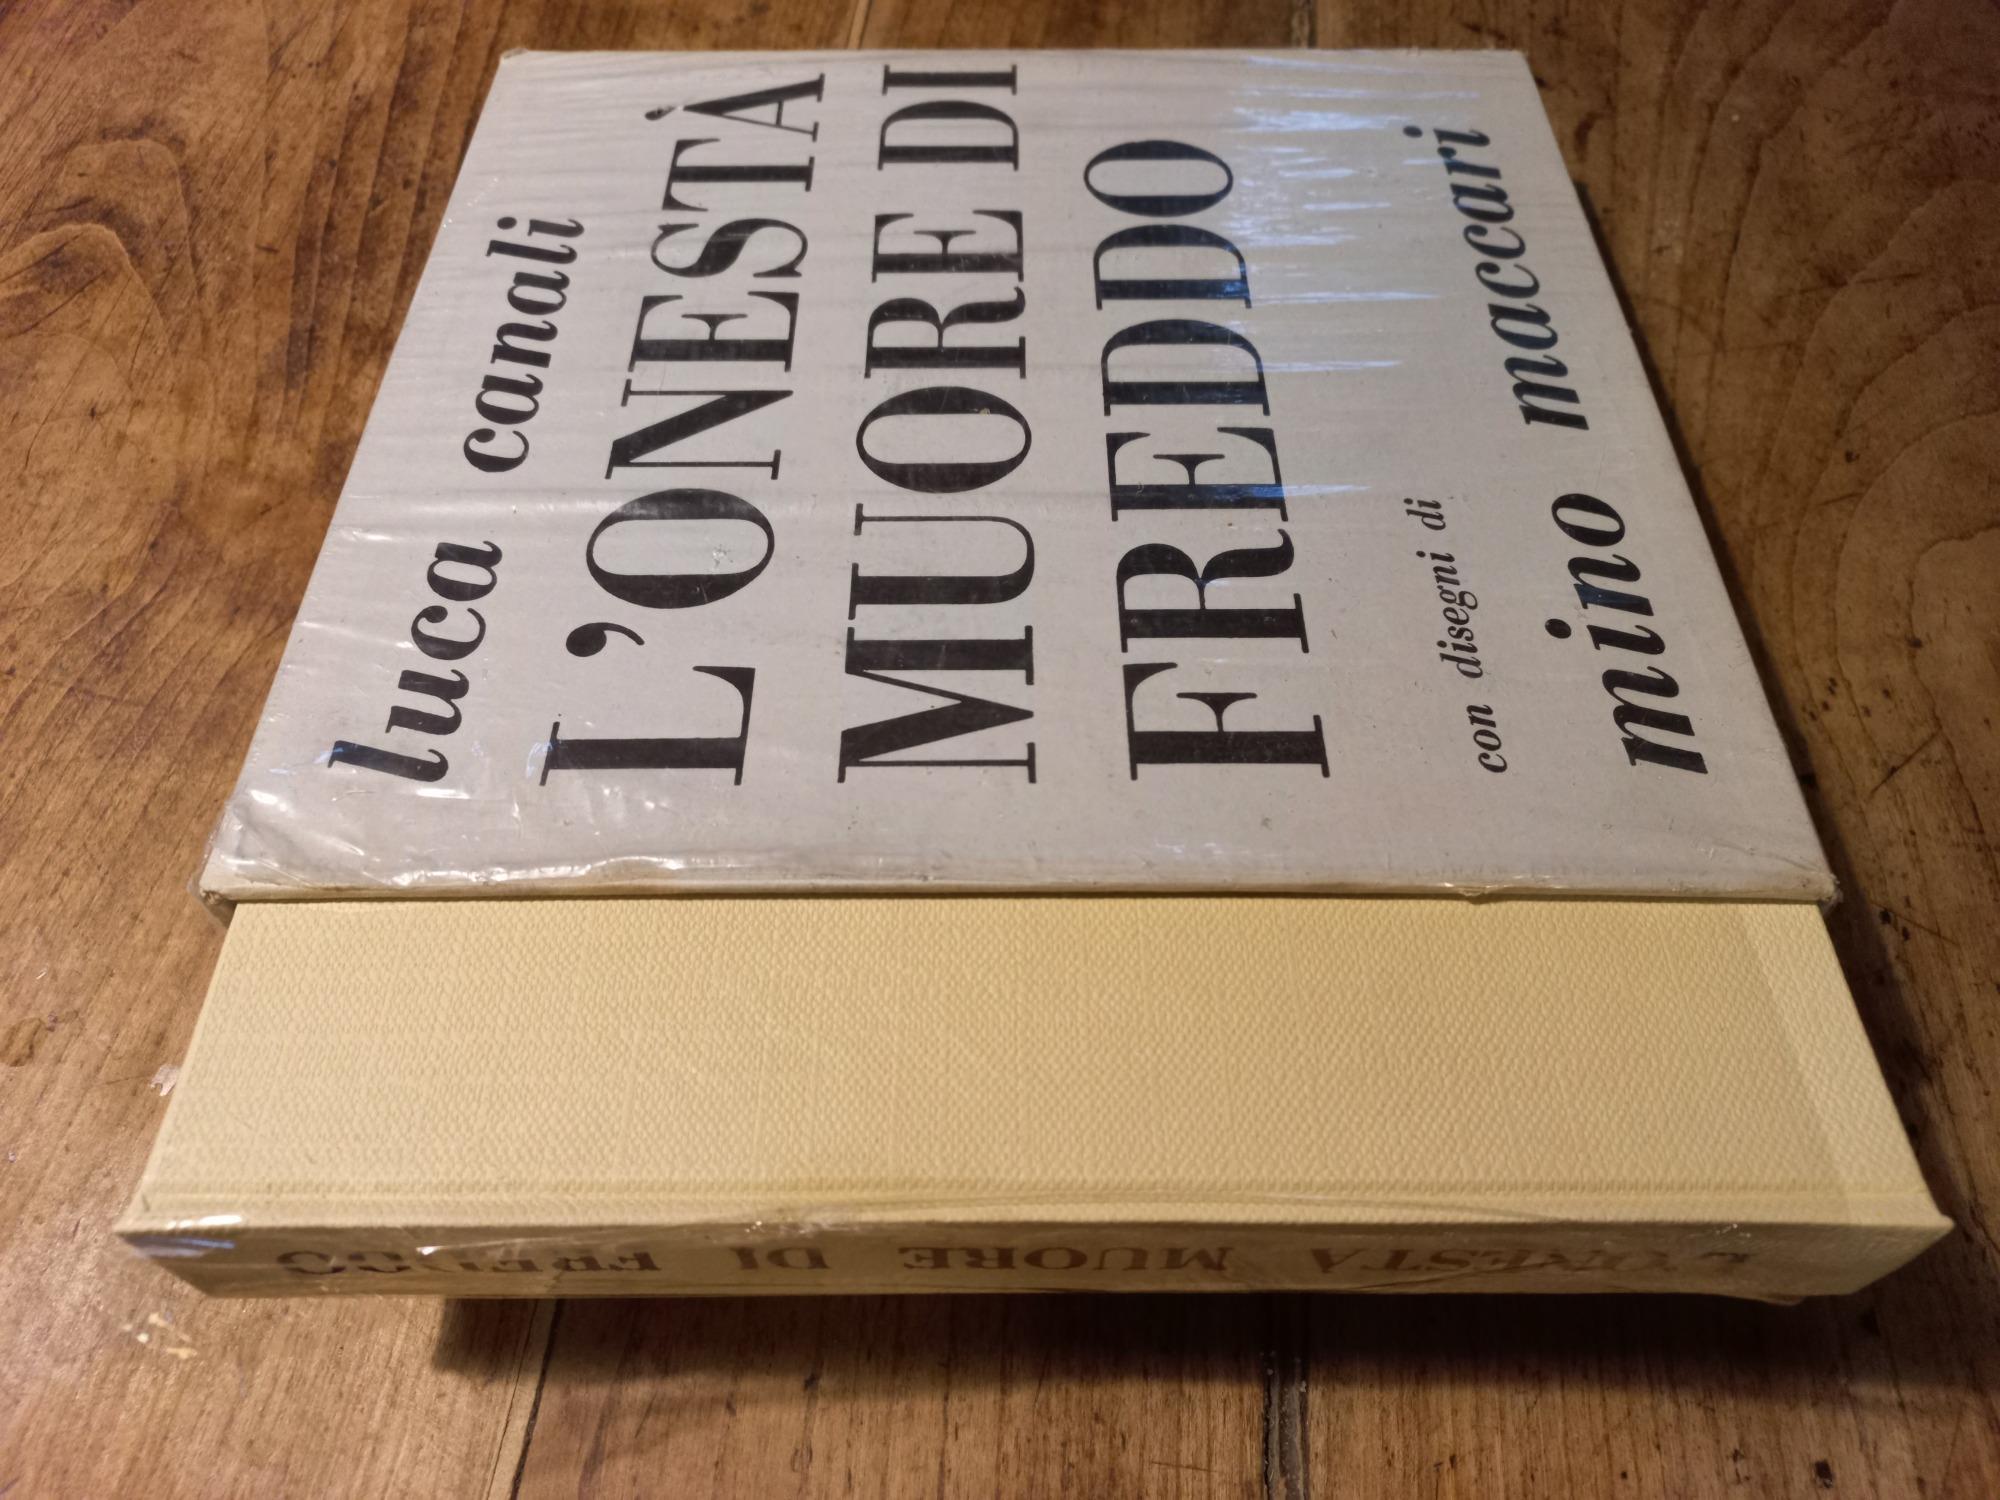 luca canali
L'ONESTÀ
MUORE DI
FREDDO
con disegni di
mino maccari
L'ONESTÀ MUORE DI FREDDO